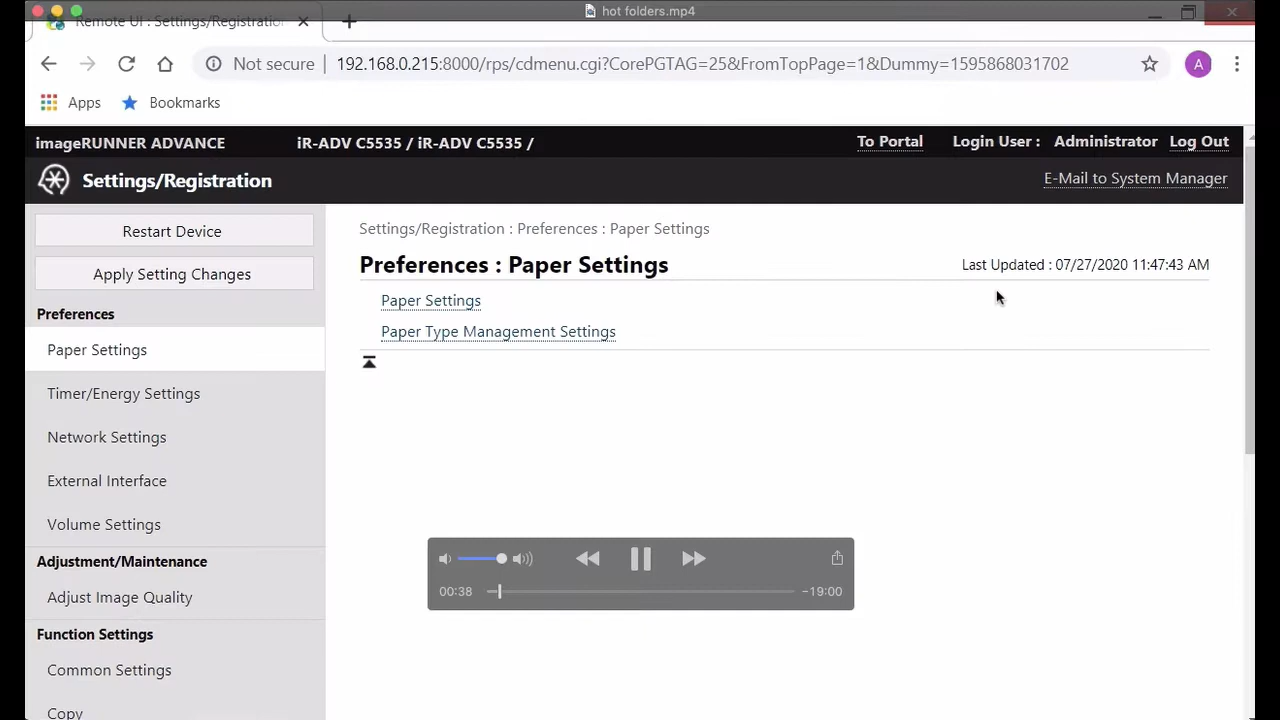 hot folders.mp4
Remote UI : Settings/Registratio
Not secure | 192.168.0.215:8000/rps/cdmenu.cgi?CorePGTAG=25&FromTopPage=1&Dummy=1595868031702
A
Apps Bookmarks
imageRUNNER ADVANCE iR-ADV C5535 / iR-ADV C5535 / To Portal Login User : Administrator Log Out
Settings/Registration E-Mail to System Manager
Restart Device
Apply Setting Changes
Preferences
Paper Settings
Timer/Energy Settings
Network Settings
External Interface
Volume Settings
Adjustment/Maintenance
Adjust Image Quality
Function Settings
Common Settings
Copy
Settings/Registration : Preferences : Paper Settings
Preferences : Paper Settings Last Updated : 07/27/2020 11:47:43 AM
Paper Settings
Paper Type Management Settings
00:38 -19:00